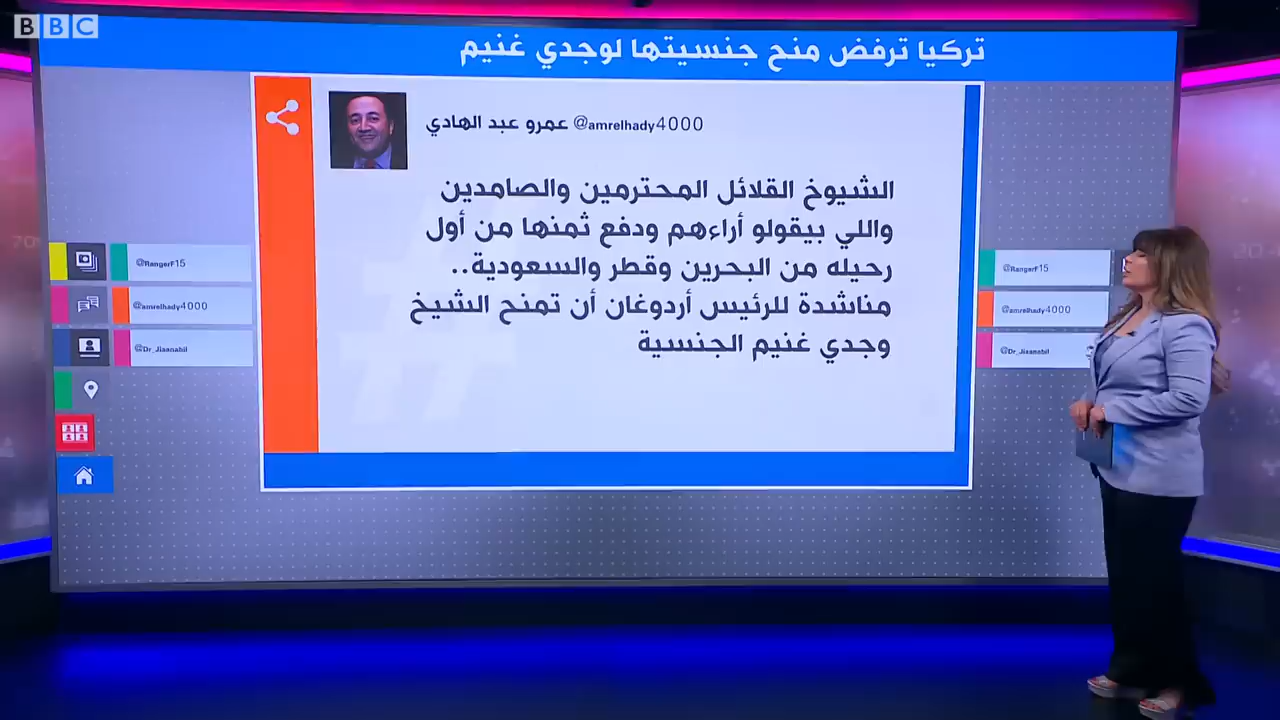 BBC
تركيا ترفض منح جنسيتها لوجدي غنيم
عمرو عبد الهادي @amrelhady4000
الشيوخ القلائل المحترمين والصامدين
واللي بيقولو أراءهم ودفع ثمنها من أول
رحيله من البحرين وقطر والسعودية..
مناشدة للرئيس أردوغان أن تمنح الشيخ
وجدي غنيم الجنسية
@RangerF15
@amrelhady4000
@Dr_Jiaanabil
@RangerF15
@amrelhady4000
@Dr_Jiaanabil